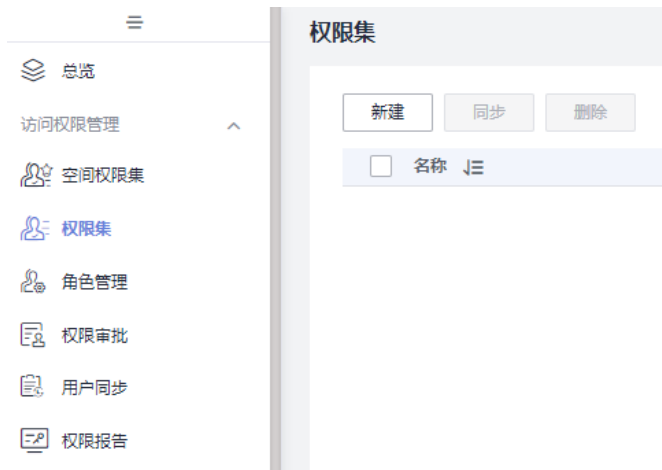 总览
访问权限管理
空间权限集
权限集
角色管理
权限审批
用户同步
权限报告
权限集
新建 同步 删除
名称